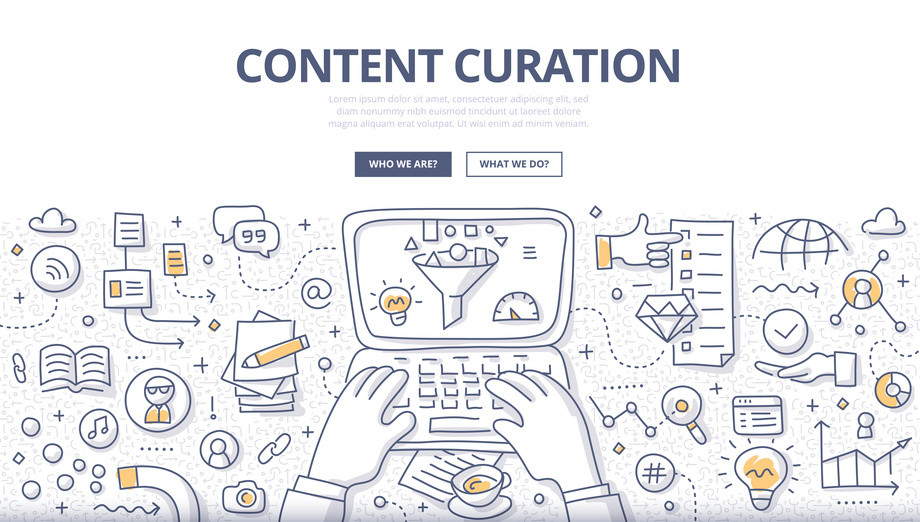 CONTENT CURATION
Lorem ipsum dolor sit amet, consectetuer adipiscing elit, sed
diam nonummy nibh euismod tincidunt ut laoreet dolore
magna aliquam erat volutpat. Ut wisi enim ad minim veniam.
WHO WE ARE? WHAT WE DO?
@
#